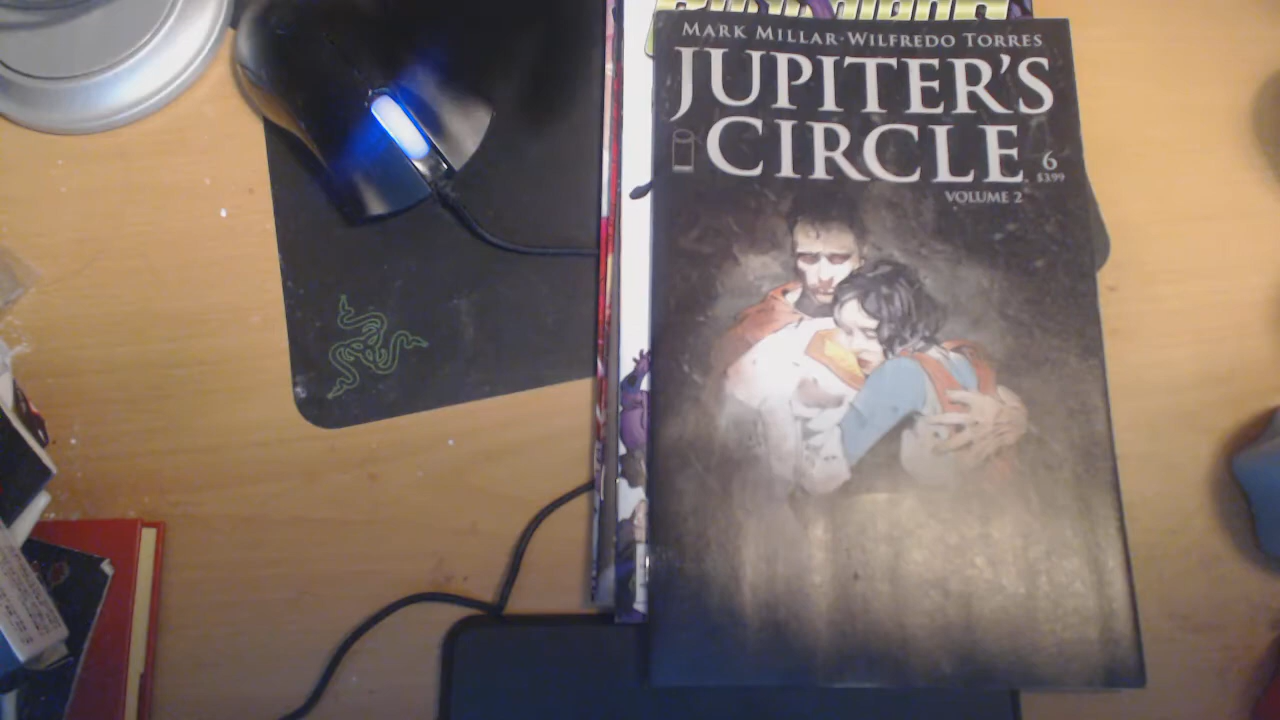 MARK MILLAR·WILFREDO TORRES
JUPITER'S
CIRCLE
6
$3.99
VOLUME 2